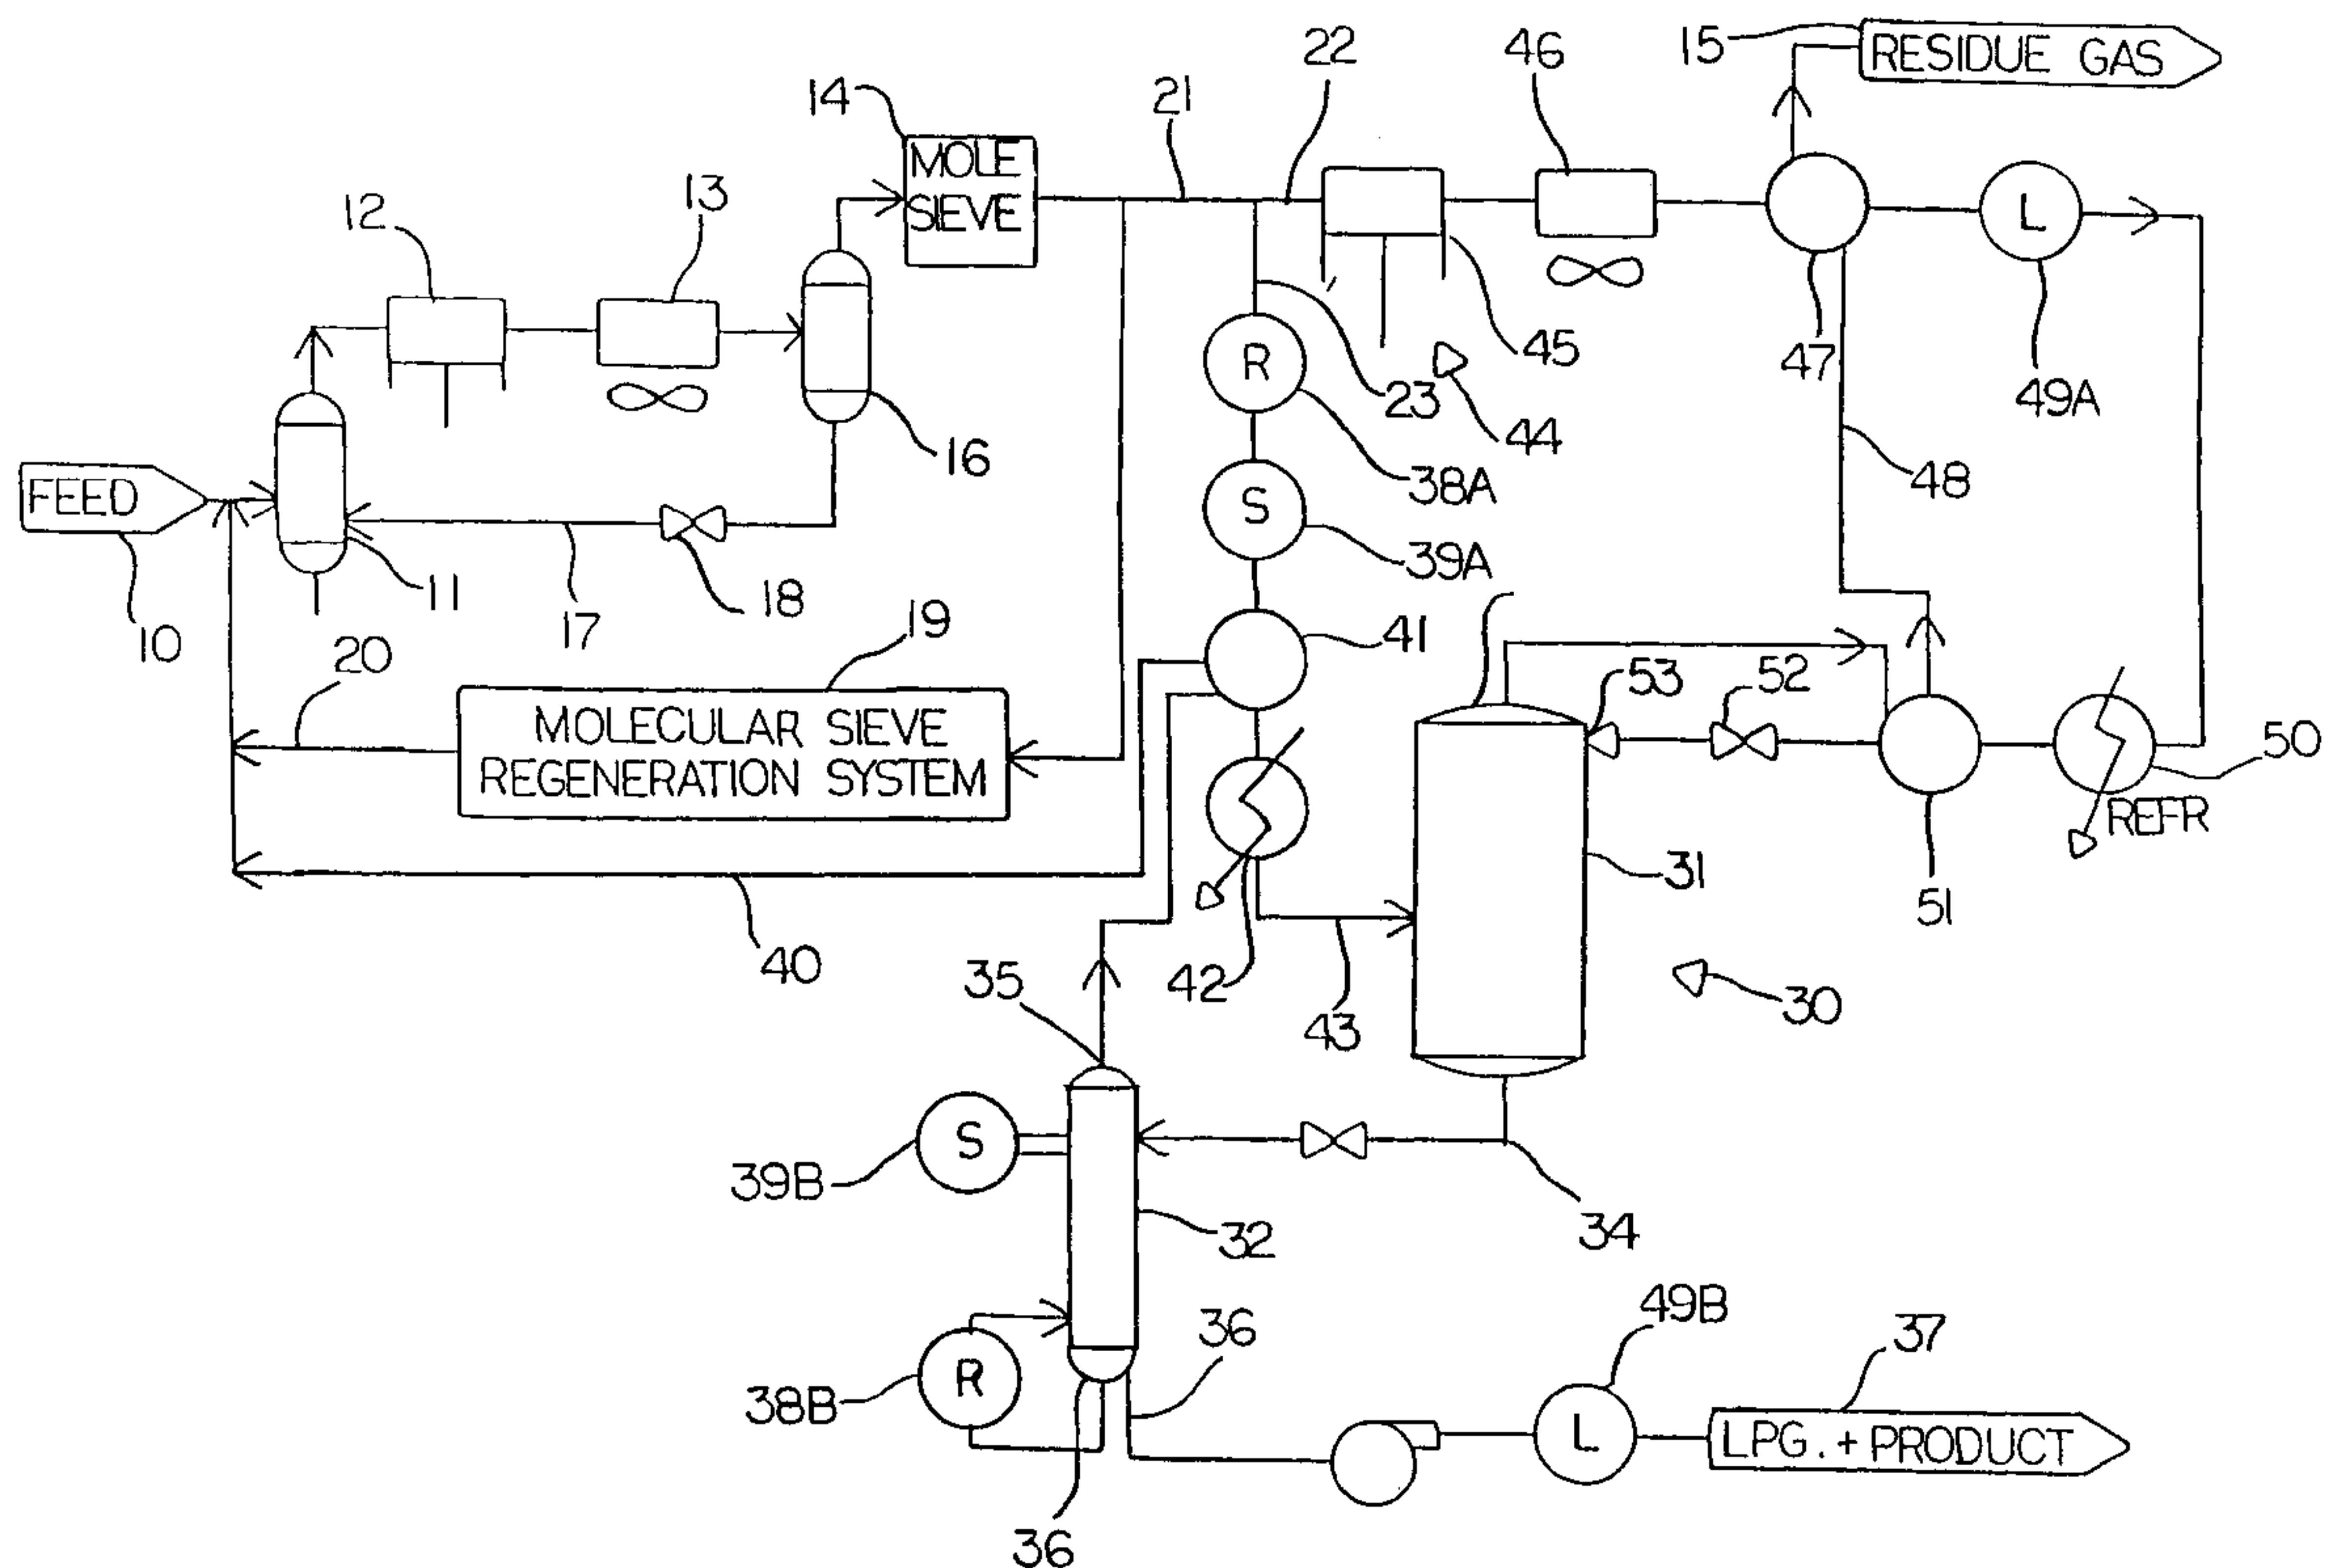 22
46
15
RESIDUE GAS
14
21
MOLE
SIEVE
12
13
L
R
45
47
23
49A
44
16
38A
FEED
S
48
39A
11
18
10
17
19
41
20
53
52
MOLECULAR SIEVE
REGENERATION SYSTEM
50
REFR
31
51
40
35
42
43
30
S
39B
32
34
49B
36
37
R
38B
L
LPG. + PRODUCT
36